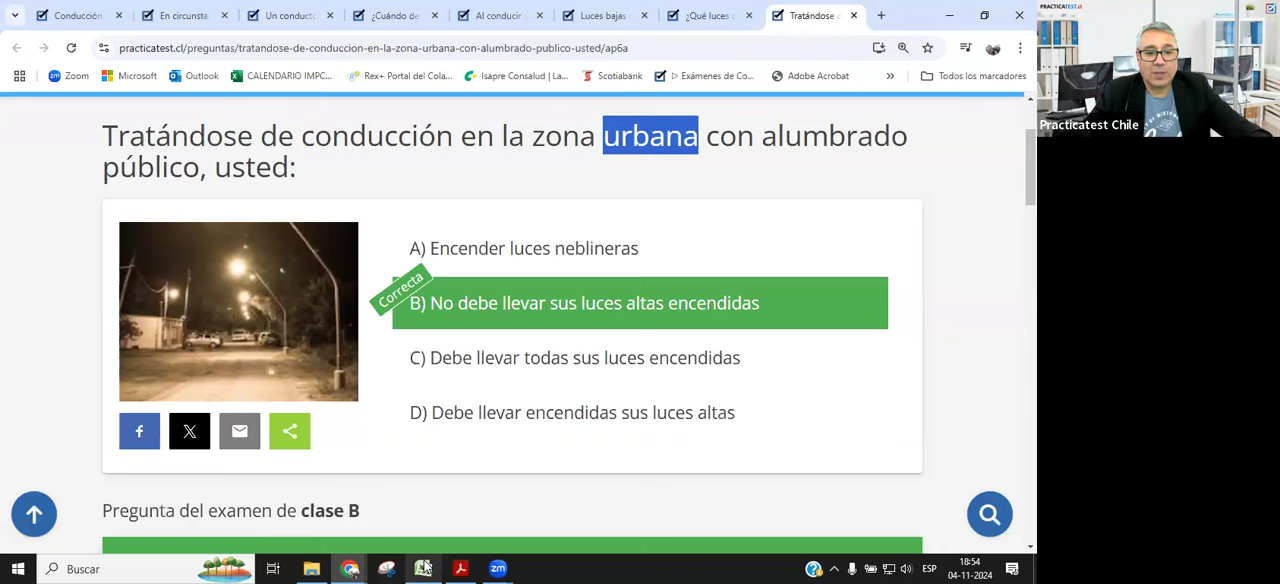 Conducción
En circunsta
Un conducto
¿Cuándo de
Al conducir
Luces bajas
¿Qué luces
Tratándose
practicatest.cl/preguntas/tratandose-de-conduccion-en-la-zona-urbana-con-alumbrado-publico-usted/ap6a
Zoom
Microsoft
Outlook
CALENDARIO IMPC...
Rex+ Portal del Cola...
Isapre Consalud | La...
Scotiabank
▷ Exámenes de Co...
Adobe Acrobat
»
Todos los marcadores
PRACTICATEST.cl
Practicatest Chile
Tratándose de conducción en la zona urbana con alumbrado
público, usted:
A) Encender luces neblineras
Correcta
B) No debe llevar sus luces altas encendidas
C) Debe llevar todas sus luces encendidas
D) Debe llevar encendidas sus luces altas
Pregunta del examen de clase B
Buscar
ESP
18:54
04-11-2024